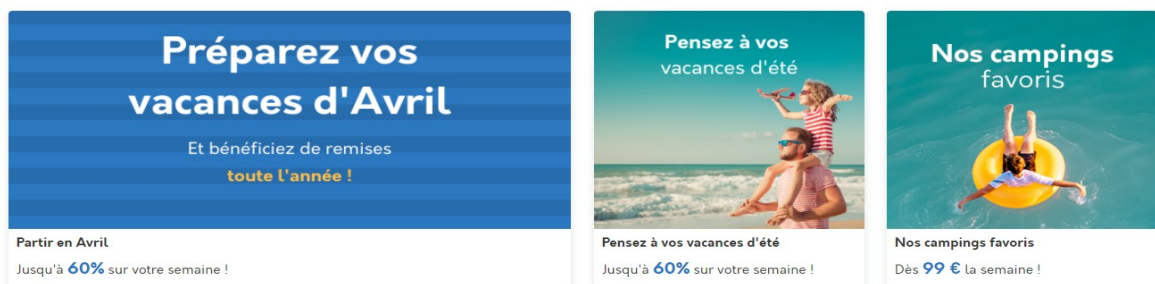 Préparez vos
vacances d'Avril
Et bénéficiez de remises
toute l'année !
Partir en Avril
Jusqu'à 60% sur votre semaine !
Pensez à vos
vacances d'été
Pensez à vos vacances d'été
Jusqu'à 60% sur votre semaine !
Nos campings
favoris
Nos campings favoris
Dès 99 € la semaine !